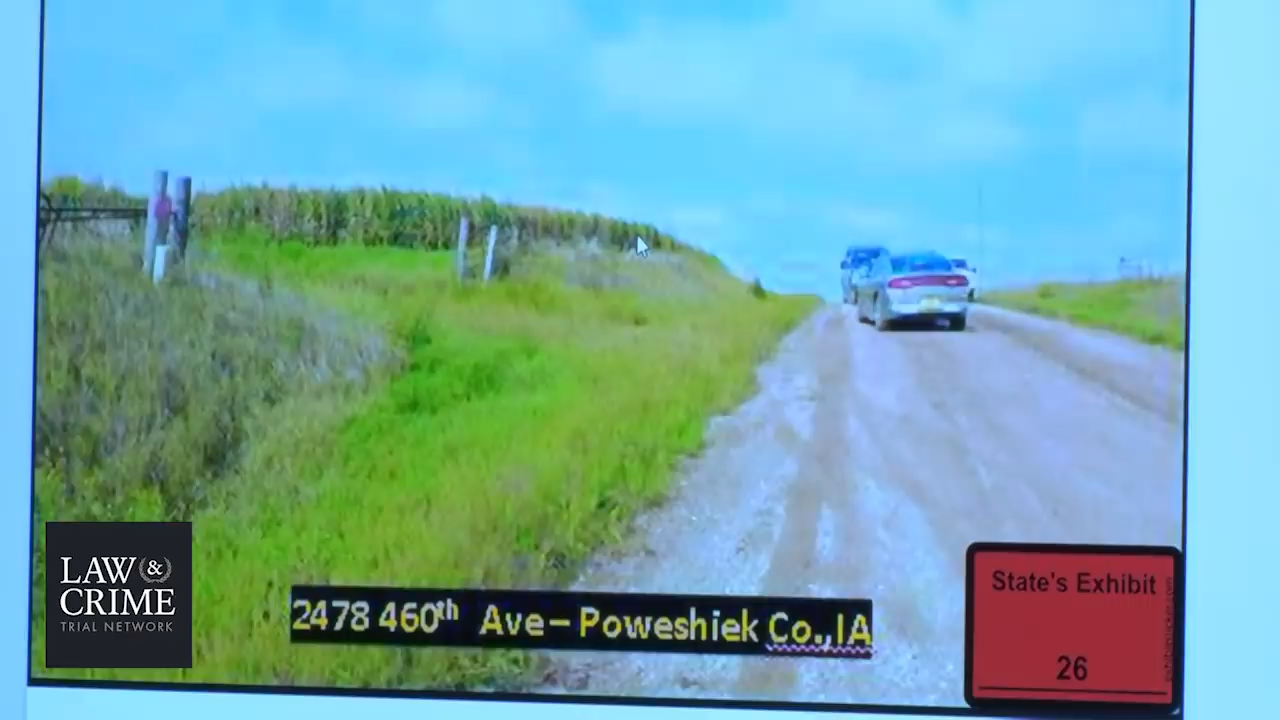 LAW &
CRIME
TRIAL NETWORK
2478 460th Ave – Poweshiek Co., IA
State's Exhibit
26